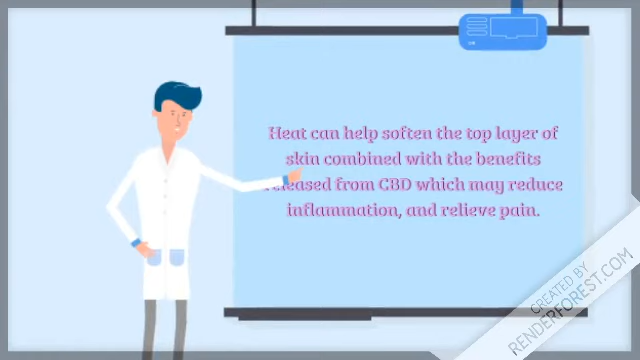 Heat can help soften the top layer of
skin combined with the benefits
released from CBD which may reduce
inflammation, and relieve pain.
CREATED BY
RENDERFOREST.COM